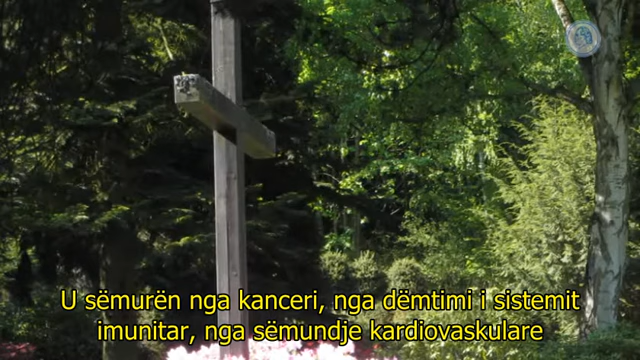 U sëmurën nga kanceri, nga dëmtimi i sistemit
imunitar, nga sëmundje kardiovaskulare